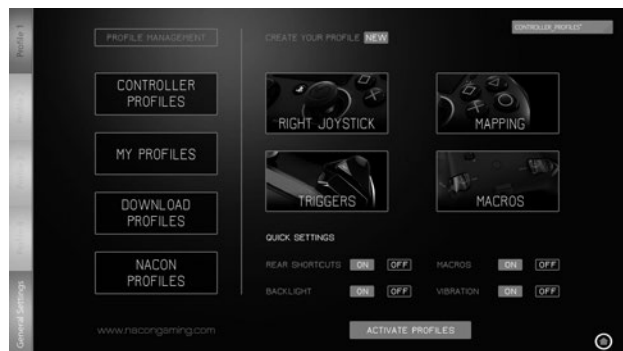 Profile 1
General Settings
PROFILE MANAGEMENT
CONTROLLER
PROFILES
MY PROFILES
DOWNLOAD
PROFILES
NACON
PROFILES
www.nacongaming.com
CREATE YOUR PROFILE NEW
CONTROLLER_PROFILES"
RIGHT JOYSTICK
MAPPING
TRIGGERS
MACROS
QUICK SETTINGS
REAR SHORTCUTS ON OFF
MACROS ON OFF
BACKLIGHT ON OFF
VIBRATION ON OFF
ACTIVATE PROFILES